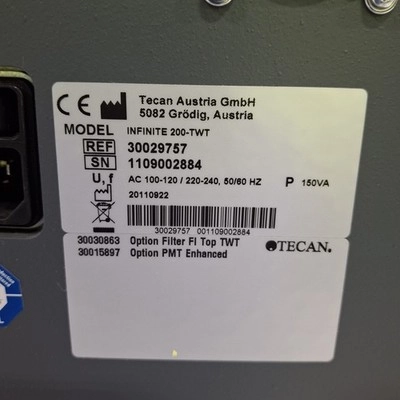 CE Tecan Austria GmbH
5082 Grödig, Austria
MODEL INFINITE 200-TWT
REF 30029757
SN 1109002884
U, f AC 100-120 / 220-240, 50/60 HZ P 150VA
20110922
30029757 001109002884
30030863 Option Filter FI Top TWT
30015897 Option PMT Enhanced
TECAN.